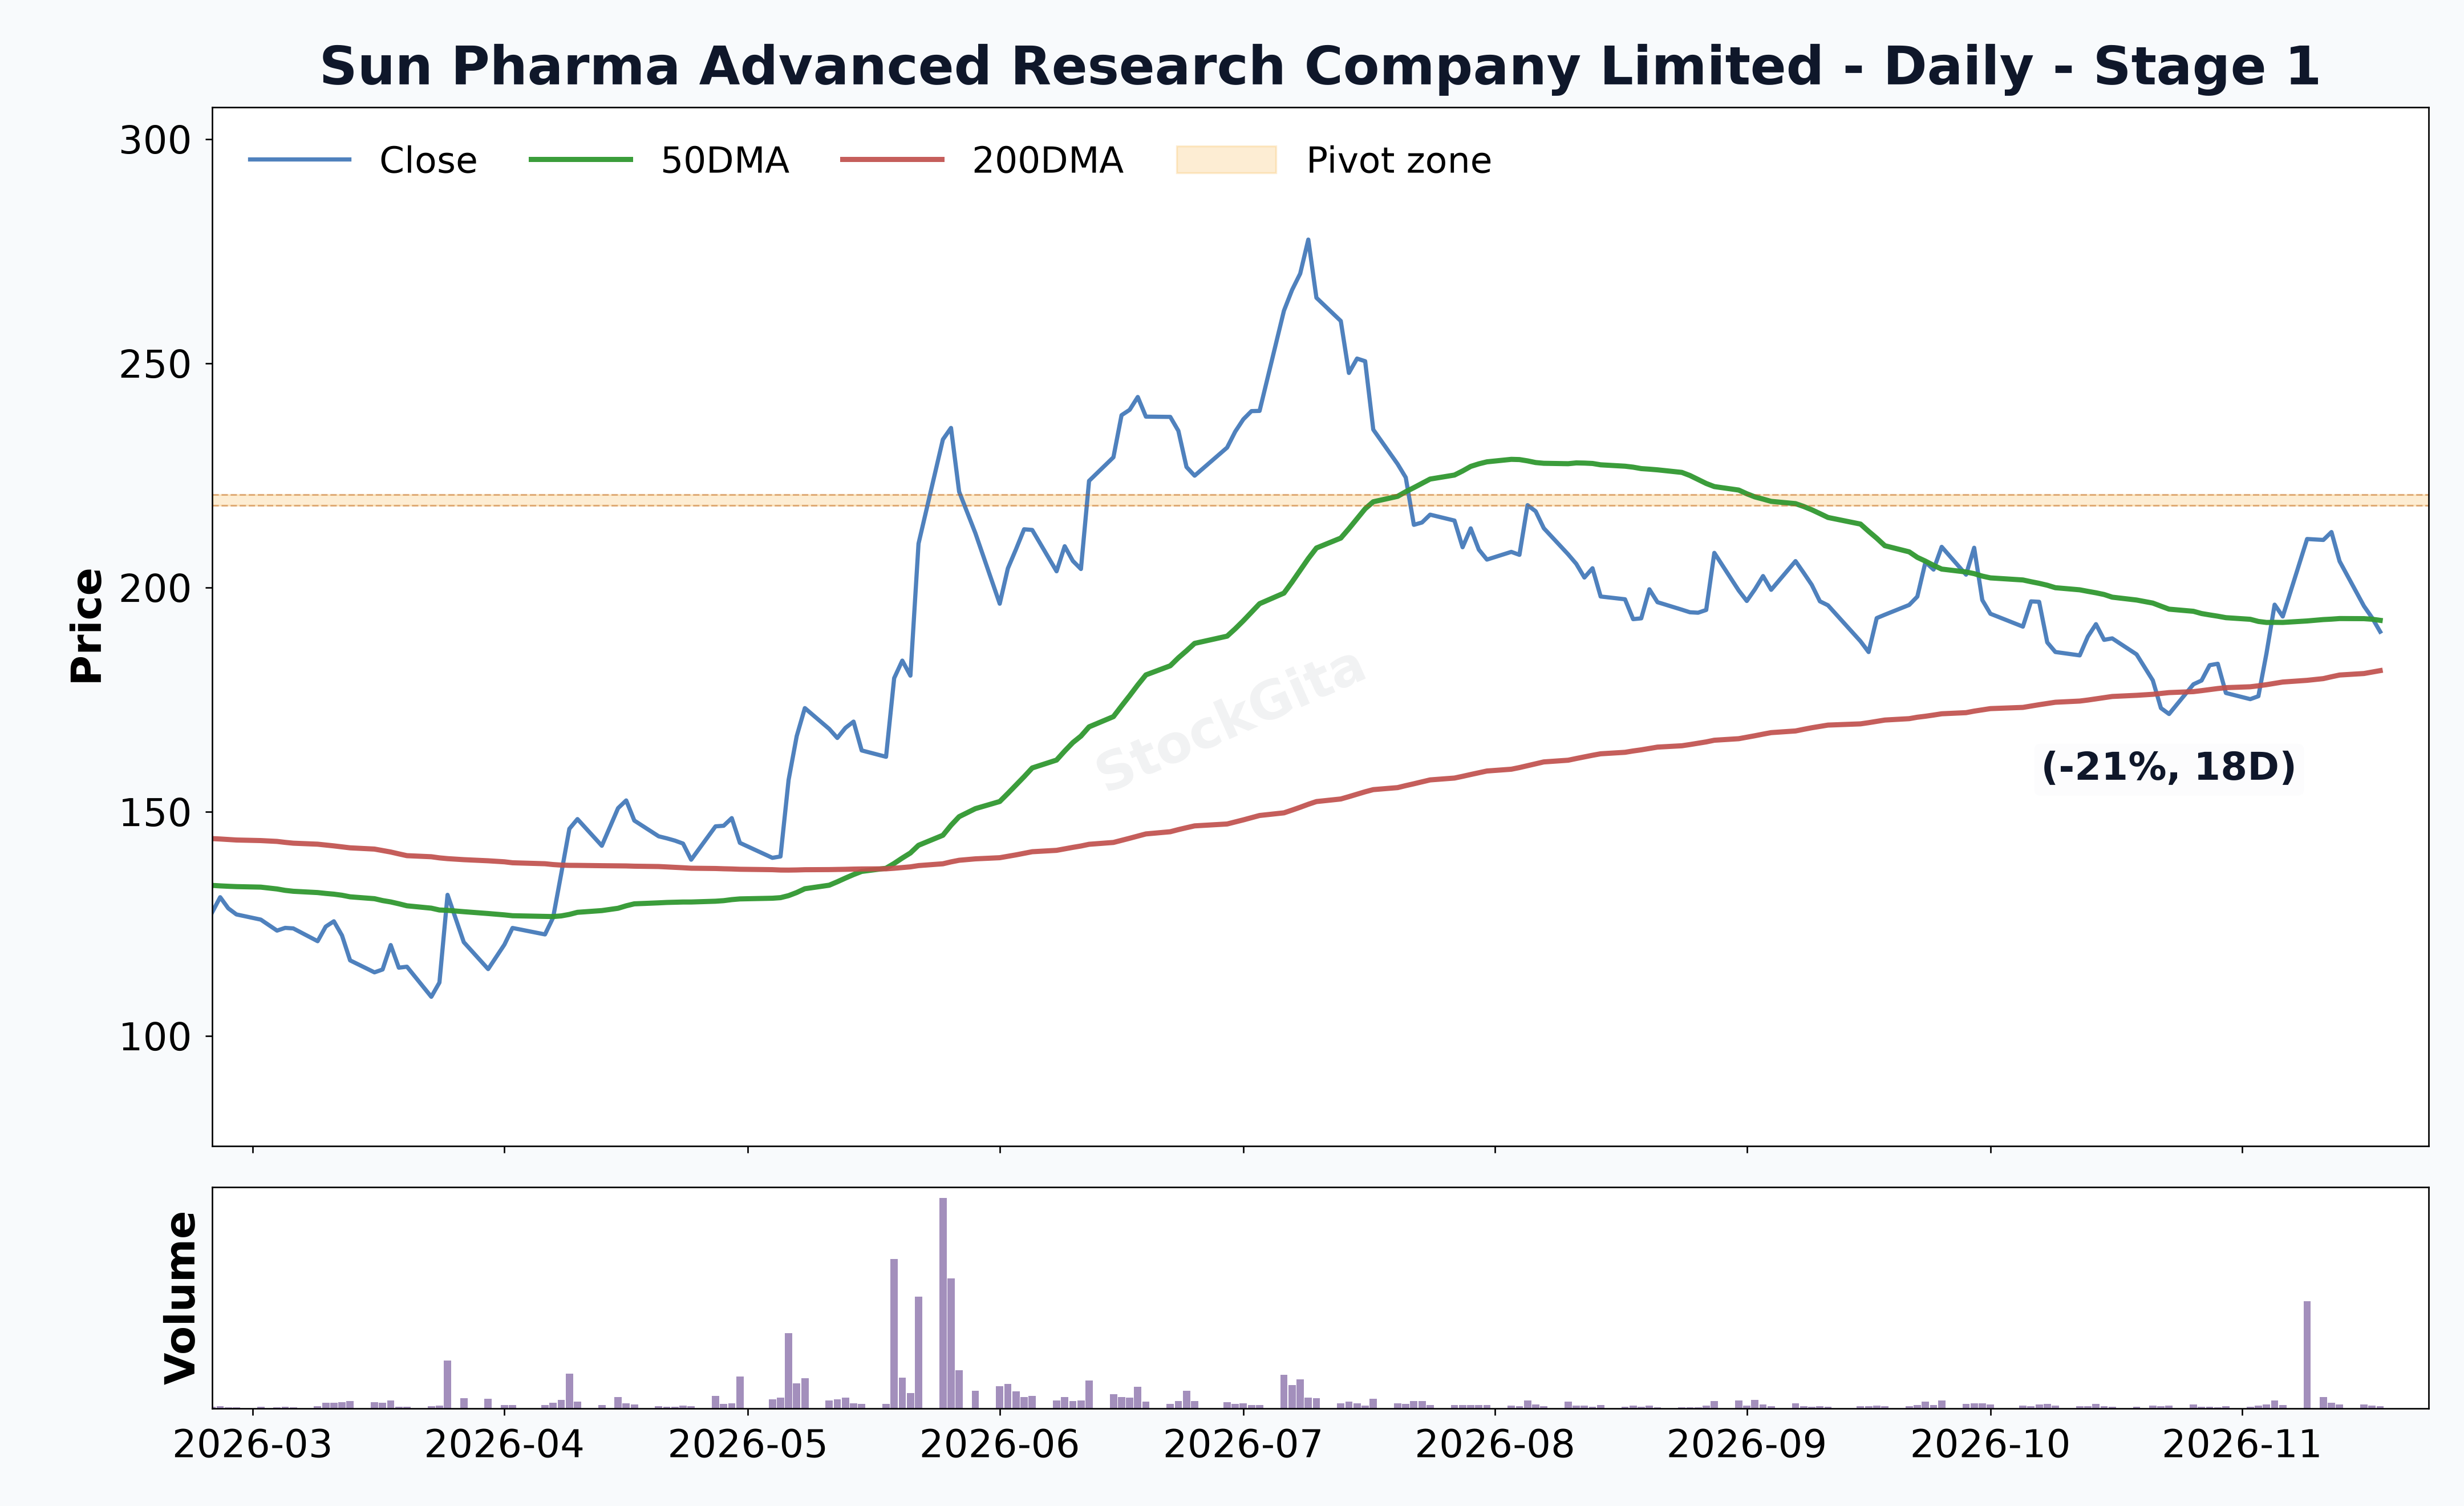 Sun Pharma Advanced Research Company Limited - Daily - Stage 1
Close 50DMA 200DMA Pivot zone
Price
300
250
200
150
100
StockGita
(-21%, 18D)
Volume
2026-03 2026-04 2026-05 2026-06 2026-07 2026-08 2026-09 2026-10 2026-11